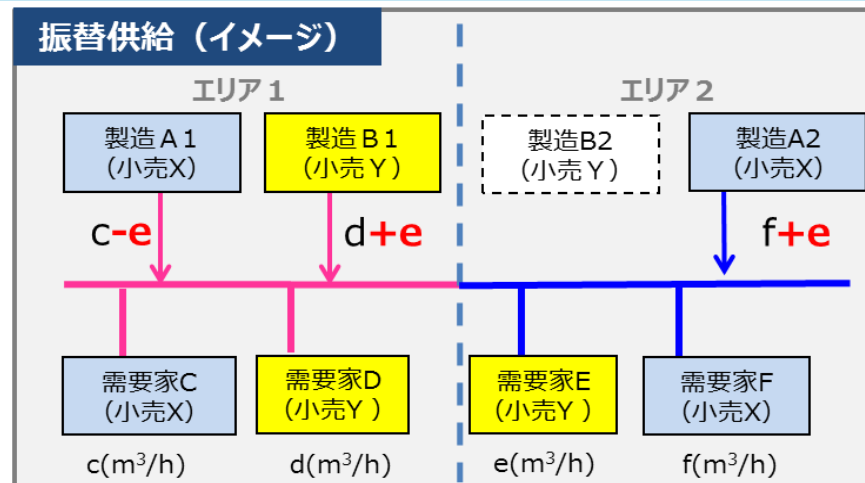 振替供給（イメージ）
エリア１
エリア２
製造Ａ１
(小売X)
製造Ｂ１
(小売Ｙ)
製造B2
(小売Ｙ)
製造A2
(小売X)
c-e
d+e
f+e
需要家C
(小売X)
需要家D
(小売Y )
需要家E
(小売Y )
需要家F
(小売X)
c(m³/h)
d(m³/h)
e(m³/h)
f(m³/h)